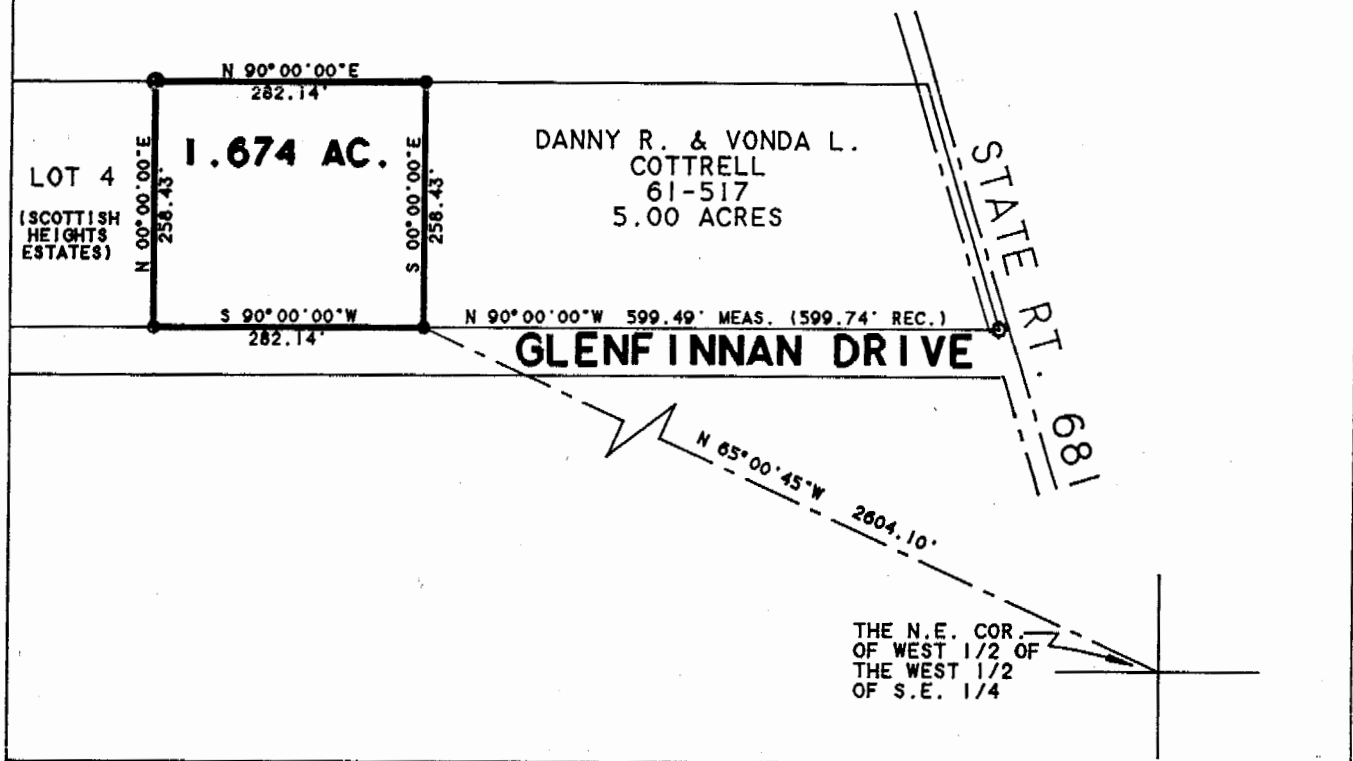 N 90°00'00"E
282.14'
1.674 AC.
LOT 4
(SCOTTISH
HEIGHTS
ESTATES)
N 00°00'00"E
258.43'
S 00°00'00"E
258.43'
S 90°00'00"W
282.14'
DANNY R. & VONDA L.
COTTRELL
61-517
5.00 ACRES
N 90°00'00"W 599.49' MEAS. (599.74' REC.)
GLENFINNAN DRIVE
STATE RT. 681
N 65°00'45"W 2604.10'
THE N.E. COR.
OF WEST 1/2 OF
THE WEST 1/2
OF S.E. 1/4